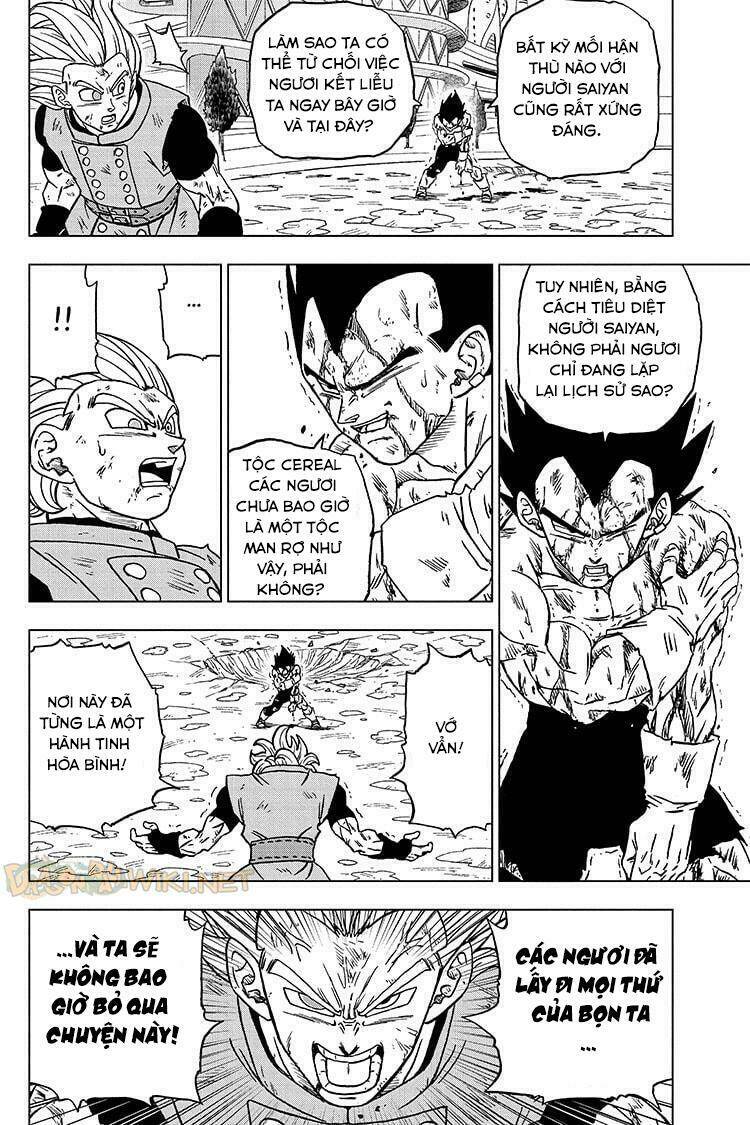 BẤT KỲ MỐI HẬN
THÙ NÀO VỚI
NGƯỜI SAIYAN
CŨNG RẤT XỨNG
ĐÁNG.
LÀM SAO TA CÓ
THỂ TỪ CHỐI VIỆC
NGƯƠI KẾT LIỄU
TA NGAY BÂY GIỜ
VÀ TẠI ĐÂY?
TUY NHIÊN, BẰNG
CÁCH TIÊU DIỆT
NGƯỜI SAIYAN,
KHÔNG PHẢI NGƯƠI
CHỈ ĐANG LẶP
LẠI LỊCH SỬ SAO?
TỘC CEREAL
CÁC NGƯƠI
CHƯA BAO GIỜ
LÀ MỘT TỘC
MAN RỢ NHƯ
VẬY, PHẢI
KHÔNG?
...
!!
VỚ
VẨN!
NƠI NÀY ĐÃ
TỪNG LÀ MỘT
HÀNH TINH
HÒA BÌNH!
DRAGONBALLWIKI.NET
CÁC NGƯƠI ĐÃ
LẤY ĐI MỌI THỨ
CỦA BỌN TA
...
...VÀ TA SẼ
KHÔNG BAO
GIỜ BỎ QUA
CHUYỆN NÀY!